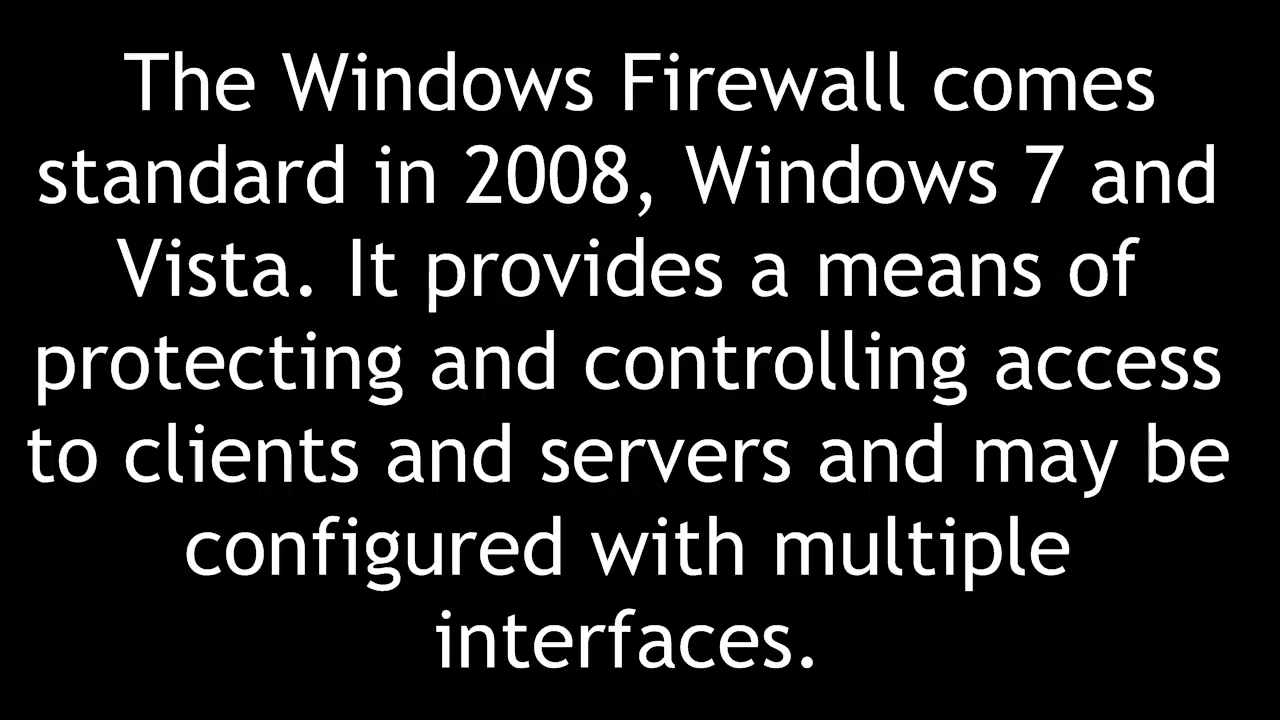 The Windows Firewall comes
standard in 2008, Windows 7 and
Vista. It provides a means of
protecting and controlling access
to clients and servers and may be
configured with multiple
interfaces.